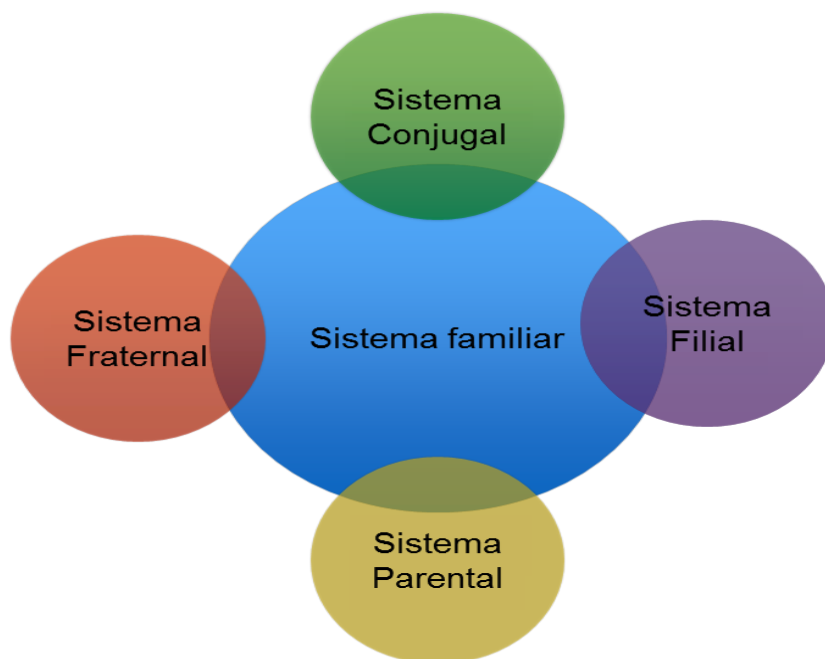 Sistema
Conjugal
Sistema
Fraternal
Sistema familiar
Sistema
Filial
Sistema
Parental